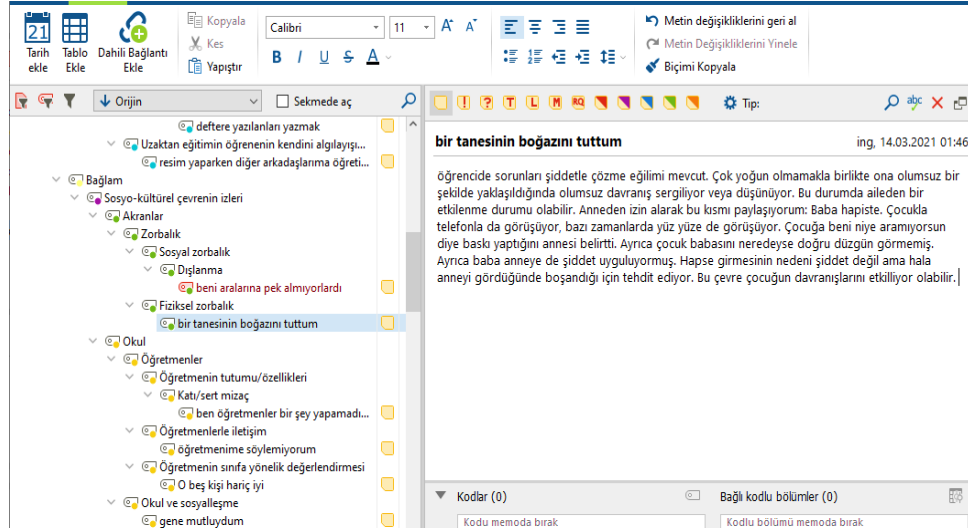 21
Tarih ekle
Tablo Ekle
Dahili Bağlantı Ekle
Kopyala
Kes
Yapıştır
Calibri
11
B I U S A
Metin değişikliklerini geri al
Metin Değişikliklerini Yinele
Biçimi Kopyala
Orijin
Sekmede aç
deftere yazılanları yazmak
Uzaktan eğitimin öğrenenin kendini algılayışı...
resim yaparken diğer arkadaşlarıma öğreti...
Bağlam
Sosyo-kültürel çevrenin izleri
Akranlar
Zorbalık
Sosyal zorbalık
Dışlanma
beni aralarına pek almıyorlardı
Fiziksel zorbalık
bir tanesinin boğazını tuttum
Okul
Öğretmenler
Öğretmenin tutumu/özellikleri
Katı/sert mizaç
ben öğretmenler bir şey yapamadı...
Öğretmenlerle iletişim
öğretmenime söylemiyorum
Öğretmenin sınıfa yönelik değerlendirmesi
O beş kişi hariç iyi
Okul ve sosyalleşme
gene mutluydum
! ? T L M RQ
Tip:
abc
bir tanesinin boğazını tuttum
ing, 14.03.2021 01:46
öğrencide sorunları şiddetle çözme eğilimi mevcut. Çok yoğun olmamakla birlikte ona olumsuz bir
şekilde yaklaşıldığında olumsuz davranış sergiliyor veya düşünüyor. Bu durumda aileden bir
etkilenme durumu olabilir. Anneden izin alarak bu kısmı paylaşıyorum: Baba hapiste. Çocukla
telefonla da görüşüyor, bazı zamanlarda yüz yüze de görüşüyor. Çocuğa beni niye aramıyorsun
diye baskı yaptığını annesi belirtti. Ayrıca çocuk babasını neredeyse doğru düzgün görmemiş.
Ayrıca baba anneye de şiddet uyguluyormuş. Hapse girmesinin nedeni şiddet değil ama hala
anneyi gördüğünde boşandığı için tehdit ediyor. Bu çevre çocuğun davranışlarını etkilliyor olabilir.
Kodlar (0)
Bağlı kodlu bölümler (0)
Kodu memoda bırak
Kodlu bölümü memoda bırak